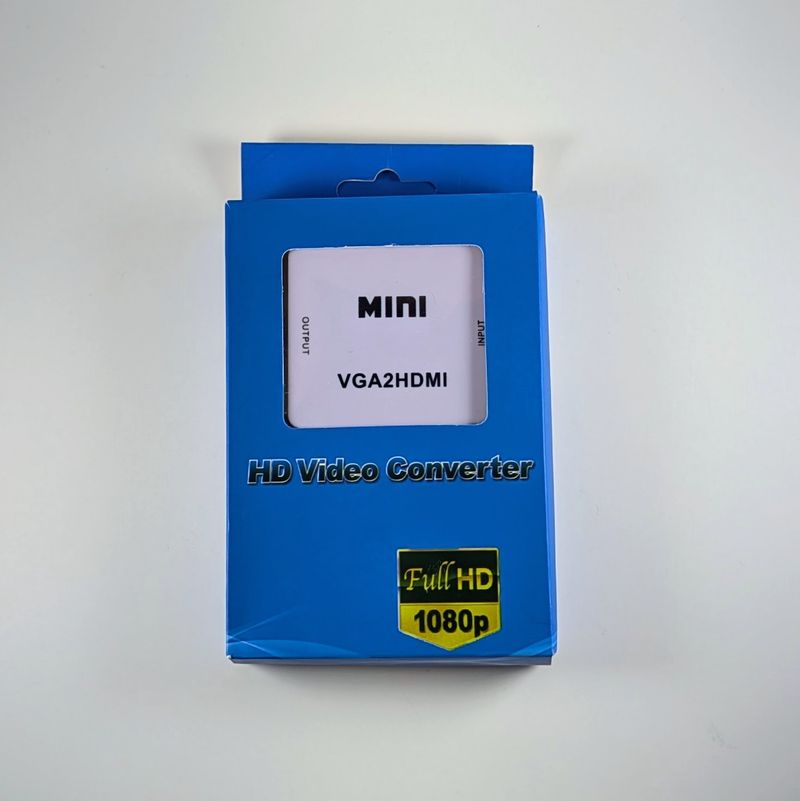 MINI
OUTPUT
INPUT
VGA2HDMI
HD Video Converter
Full HD
1080p